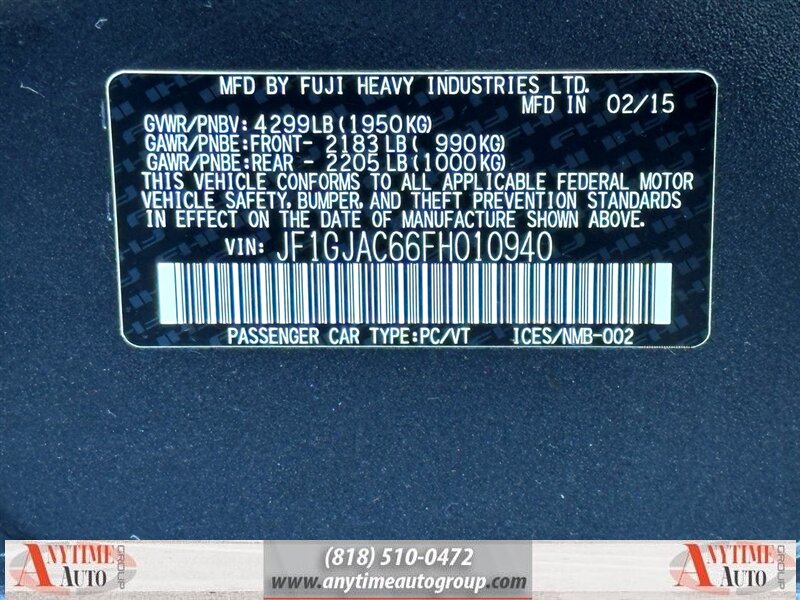 MFD BY FUJI HEAVY INDUSTRIES LTD.
MFD IN 02/15
GVWR/PNBV: 4299LB(1950KG)
GAWR/PNBE:FRONT- 2183LB( 990KG)
GAWR/PNBE:REAR - 2205LB(1000KG)
THIS VEHICLE CONFORMS TO ALL APPLICABLE FEDERAL MOTOR
VEHICLE SAFETY, BUMPER, AND THEFT PREVENTION STANDARDS
IN EFFECT ON THE DATE OF MANUFACTURE SHOWN ABOVE.
VIN: JF1GJAC66FH010940
PASSENGER CAR TYPE:PC/VT ICES/NMB-002
ANYTIME AUTO GROUP
(818) 510-0472
www.anytimeautogroup.com
ANYTIME AUTO GROUP